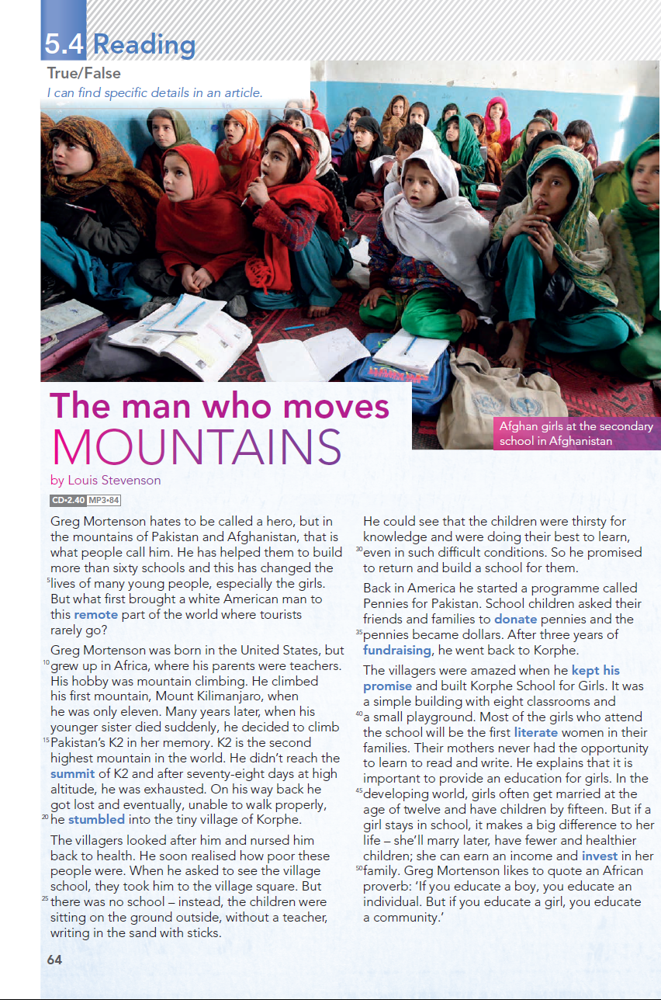 5.4 Reading
True/False
I can find specific details in an article.
Afghan girls at the secondary
school in Afghanistan
The man who moves
MOUNTAINS
by Louis Stevenson
CD•2.40 MP3•84
Greg Mortenson hates to be called a hero, but in
the mountains of Pakistan and Afghanistan, that is
what people call him. He has helped them to build
more than sixty schools and this has changed the
5 lives of many young people, especially the girls.
But what first brought a white American man to
this remote part of the world where tourists
rarely go?
Greg Mortenson was born in the United States, but
10 grew up in Africa, where his parents were teachers.
His hobby was mountain climbing. He climbed
his first mountain, Mount Kilimanjaro, when
he was only eleven. Many years later, when his
younger sister died suddenly, he decided to climb
15 Pakistan's K2 in her memory. K2 is the second
highest mountain in the world. He didn't reach the
summit of K2 and after seventy-eight days at high
altitude, he was exhausted. On his way back he
got lost and eventually, unable to walk properly,
20 he stumbled into the tiny village of Korphe.
The villagers looked after him and nursed him
back to health. He soon realised how poor these
people were. When he asked to see the village
school, they took him to the village square. But
25 there was no school – instead, the children were
sitting on the ground outside, without a teacher,
writing in the sand with sticks.
He could see that the children were thirsty for
knowledge and were doing their best to learn,
30 even in such difficult conditions. So he promised
to return and build a school for them.
Back in America he started a programme called
Pennies for Pakistan. School children asked their
friends and families to donate pennies and the
35 pennies became dollars. After three years of
fundraising, he went back to Korphe.
The villagers were amazed when he kept his
promise and built Korphe School for Girls. It was
a simple building with eight classrooms and
40 a small playground. Most of the girls who attend
the school will be the first literate women in their
families. Their mothers never had the opportunity
to learn to read and write. He explains that it is
important to provide an education for girls. In the
45 developing world, girls often get married at the
age of twelve and have children by fifteen. But if a
girl stays in school, it makes a big difference to her
life – she'll marry later, have fewer and healthier
children; she can earn an income and invest in her
50 family. Greg Mortenson likes to quote an African
proverb: 'If you educate a boy, you educate an
individual. But if you educate a girl, you educate
a community.'
64